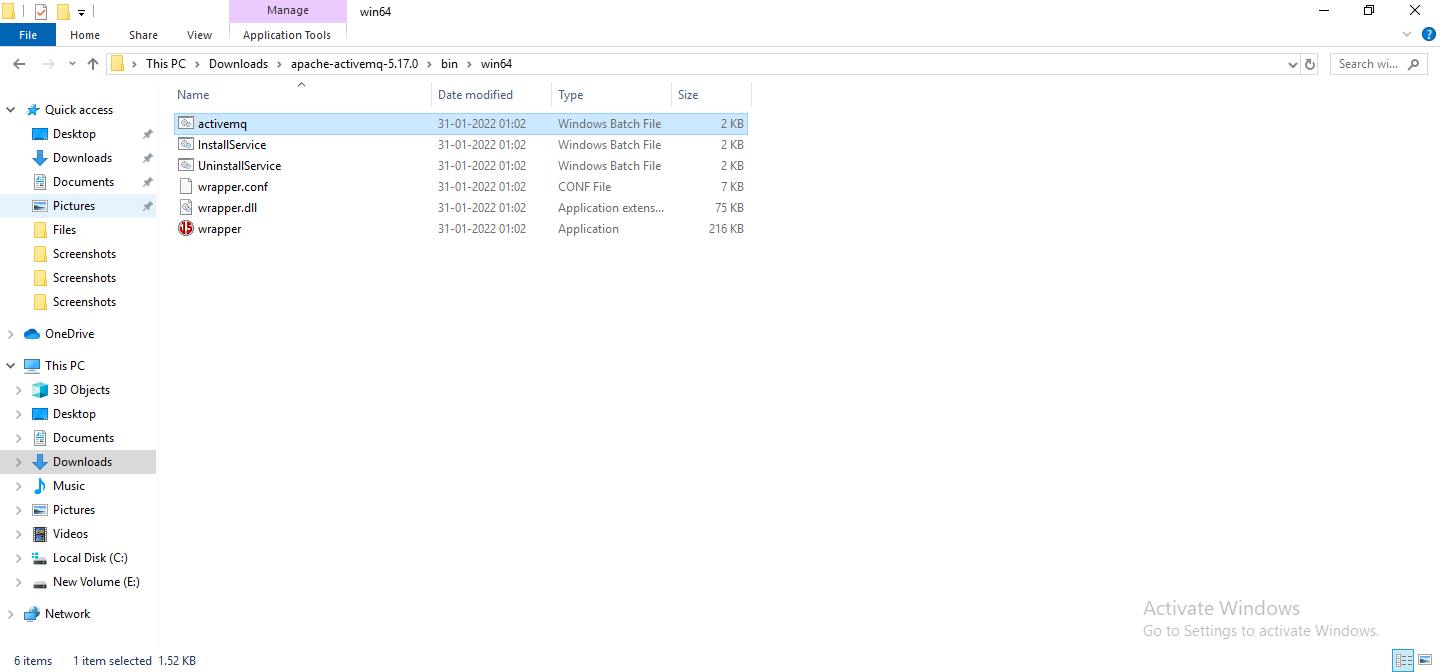 Manage
win64
File
Home
Share
View
Application Tools
This PC
Downloads
apache-activemq-5.17.0
bin
win64
Search wi...
Name
Date modified
Type
Size
activemq 31-01-2022 01:02 Windows Batch File 2 KB
InstallService 31-01-2022 01:02 Windows Batch File 2 KB
UninstallService 31-01-2022 01:02 Windows Batch File 2 KB
wrapper.conf 31-01-2022 01:02 CONF File 7 KB
wrapper.dll 31-01-2022 01:02 Application extens... 75 KB
wrapper 31-01-2022 01:02 Application 216 KB
Quick access
Desktop
Downloads
Documents
Pictures
Files
Screenshots
Screenshots
Screenshots
OneDrive
This PC
3D Objects
Desktop
Documents
Downloads
Music
Pictures
Videos
Local Disk (C:)
New Volume (E:)
Network
Activate Windows
Go to Settings to activate Windows.
6 items
1 item selected 1.52 KB